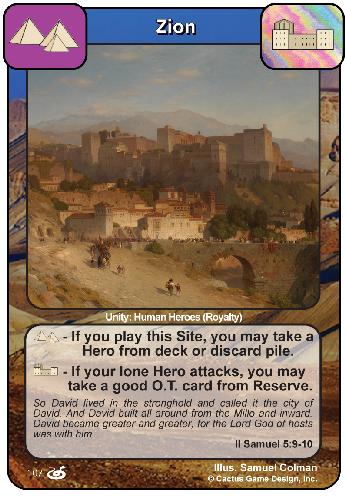 Zion
Unity: Human Heroes (Royalty)
- If you play this Site, you may take a
Hero from deck or discard pile.
- If your lone Hero attacks, you may
take a good O.T. card from Reserve.
So David lived in the stronghold and called it the city of
David. And David built all around from the Millo and inward.
David became greater and greater, for the Lord God of hosts
was with him.
II Samuel 5:9-10
107
Illus. Samuel Colman
© Cactus Game Design, Inc.